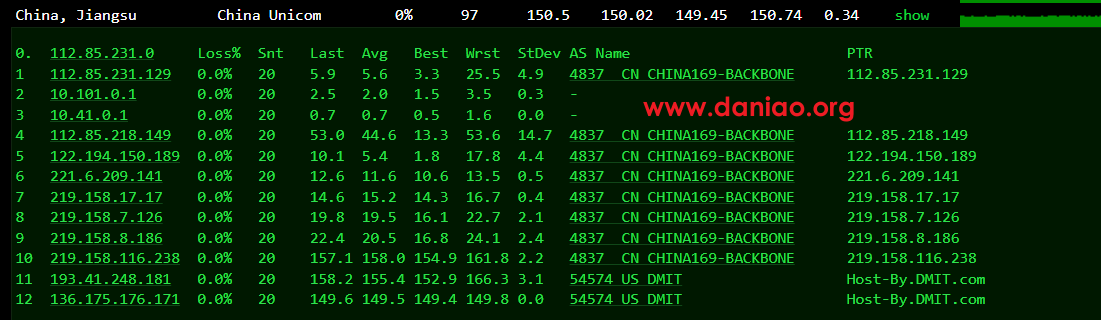 China, Jiangsu China Unicom 0% 97 150.5 150.02 149.45 150.74 0.34 show
0. 112.85.231.0 Loss% Snt Last Avg Best Wrst StDev AS Name PTR
1 112.85.231.129 0.0% 20 5.9 5.6 3.3 25.5 4.9 4837 CN CHINA169-BACKBONE 112.85.231.129
2 10.101.0.1 0.0% 20 2.5 2.0 1.5 3.5 0.3 -
www.daniao.org
3 10.41.0.1 0.0% 20 0.7 0.7 0.5 1.6 0.0 -
4 112.85.218.149 0.0% 20 53.0 44.6 13.3 53.6 14.7 4837 CN CHINA169-BACKBONE 112.85.218.149
5 122.194.150.189 0.0% 20 10.1 5.4 1.8 17.8 4.4 4837 CN CHINA169-BACKBONE 122.194.150.189
6 221.6.209.141 0.0% 20 12.6 11.6 10.6 13.5 0.5 4837 CN CHINA169-BACKBONE 221.6.209.141
7 219.158.17.17 0.0% 20 14.6 15.2 14.3 16.7 0.4 4837 CN CHINA169-BACKBONE 219.158.17.17
8 219.158.7.126 0.0% 20 19.8 19.5 16.1 22.7 2.1 4837 CN CHINA169-BACKBONE 219.158.7.126
9 219.158.8.186 0.0% 20 22.4 20.5 16.8 24.1 2.4 4837 CN CHINA169-BACKBONE 219.158.8.186
10 219.158.116.238 0.0% 20 157.1 158.0 154.9 161.8 2.2 4837 CN CHINA169-BACKBONE 219.158.116.238
11 193.41.248.181 0.0% 20 158.2 155.4 152.9 166.3 3.1 54574 US DMIT Host-By.DMIT.com
12 136.175.176.171 0.0% 20 149.6 149.5 149.4 149.8 0.0 54574 US DMIT Host-By.DMIT.com